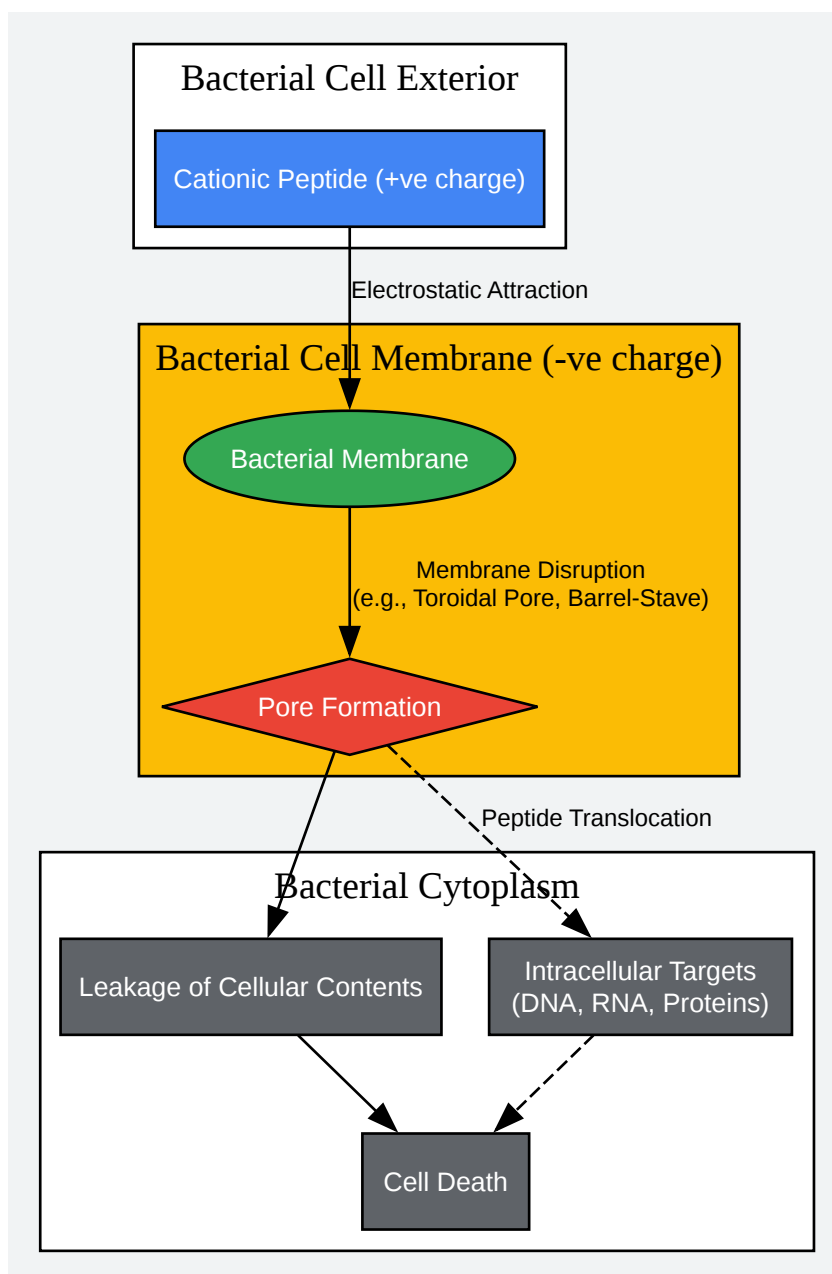 Bacterial Cell Exterior
Cationic Peptide (+ve charge)
Electrostatic Attraction
Bacterial Cell Membrane (-ve charge)
Bacterial Membrane
Membrane Disruption
(e.g., Toroidal Pore, Barrel-Stave)
Pore Formation
Peptide Translocation
Bacterial Cytoplasm
Leakage of Cellular Contents
Intracellular Targets
(DNA, RNA, Proteins)
Cell Death